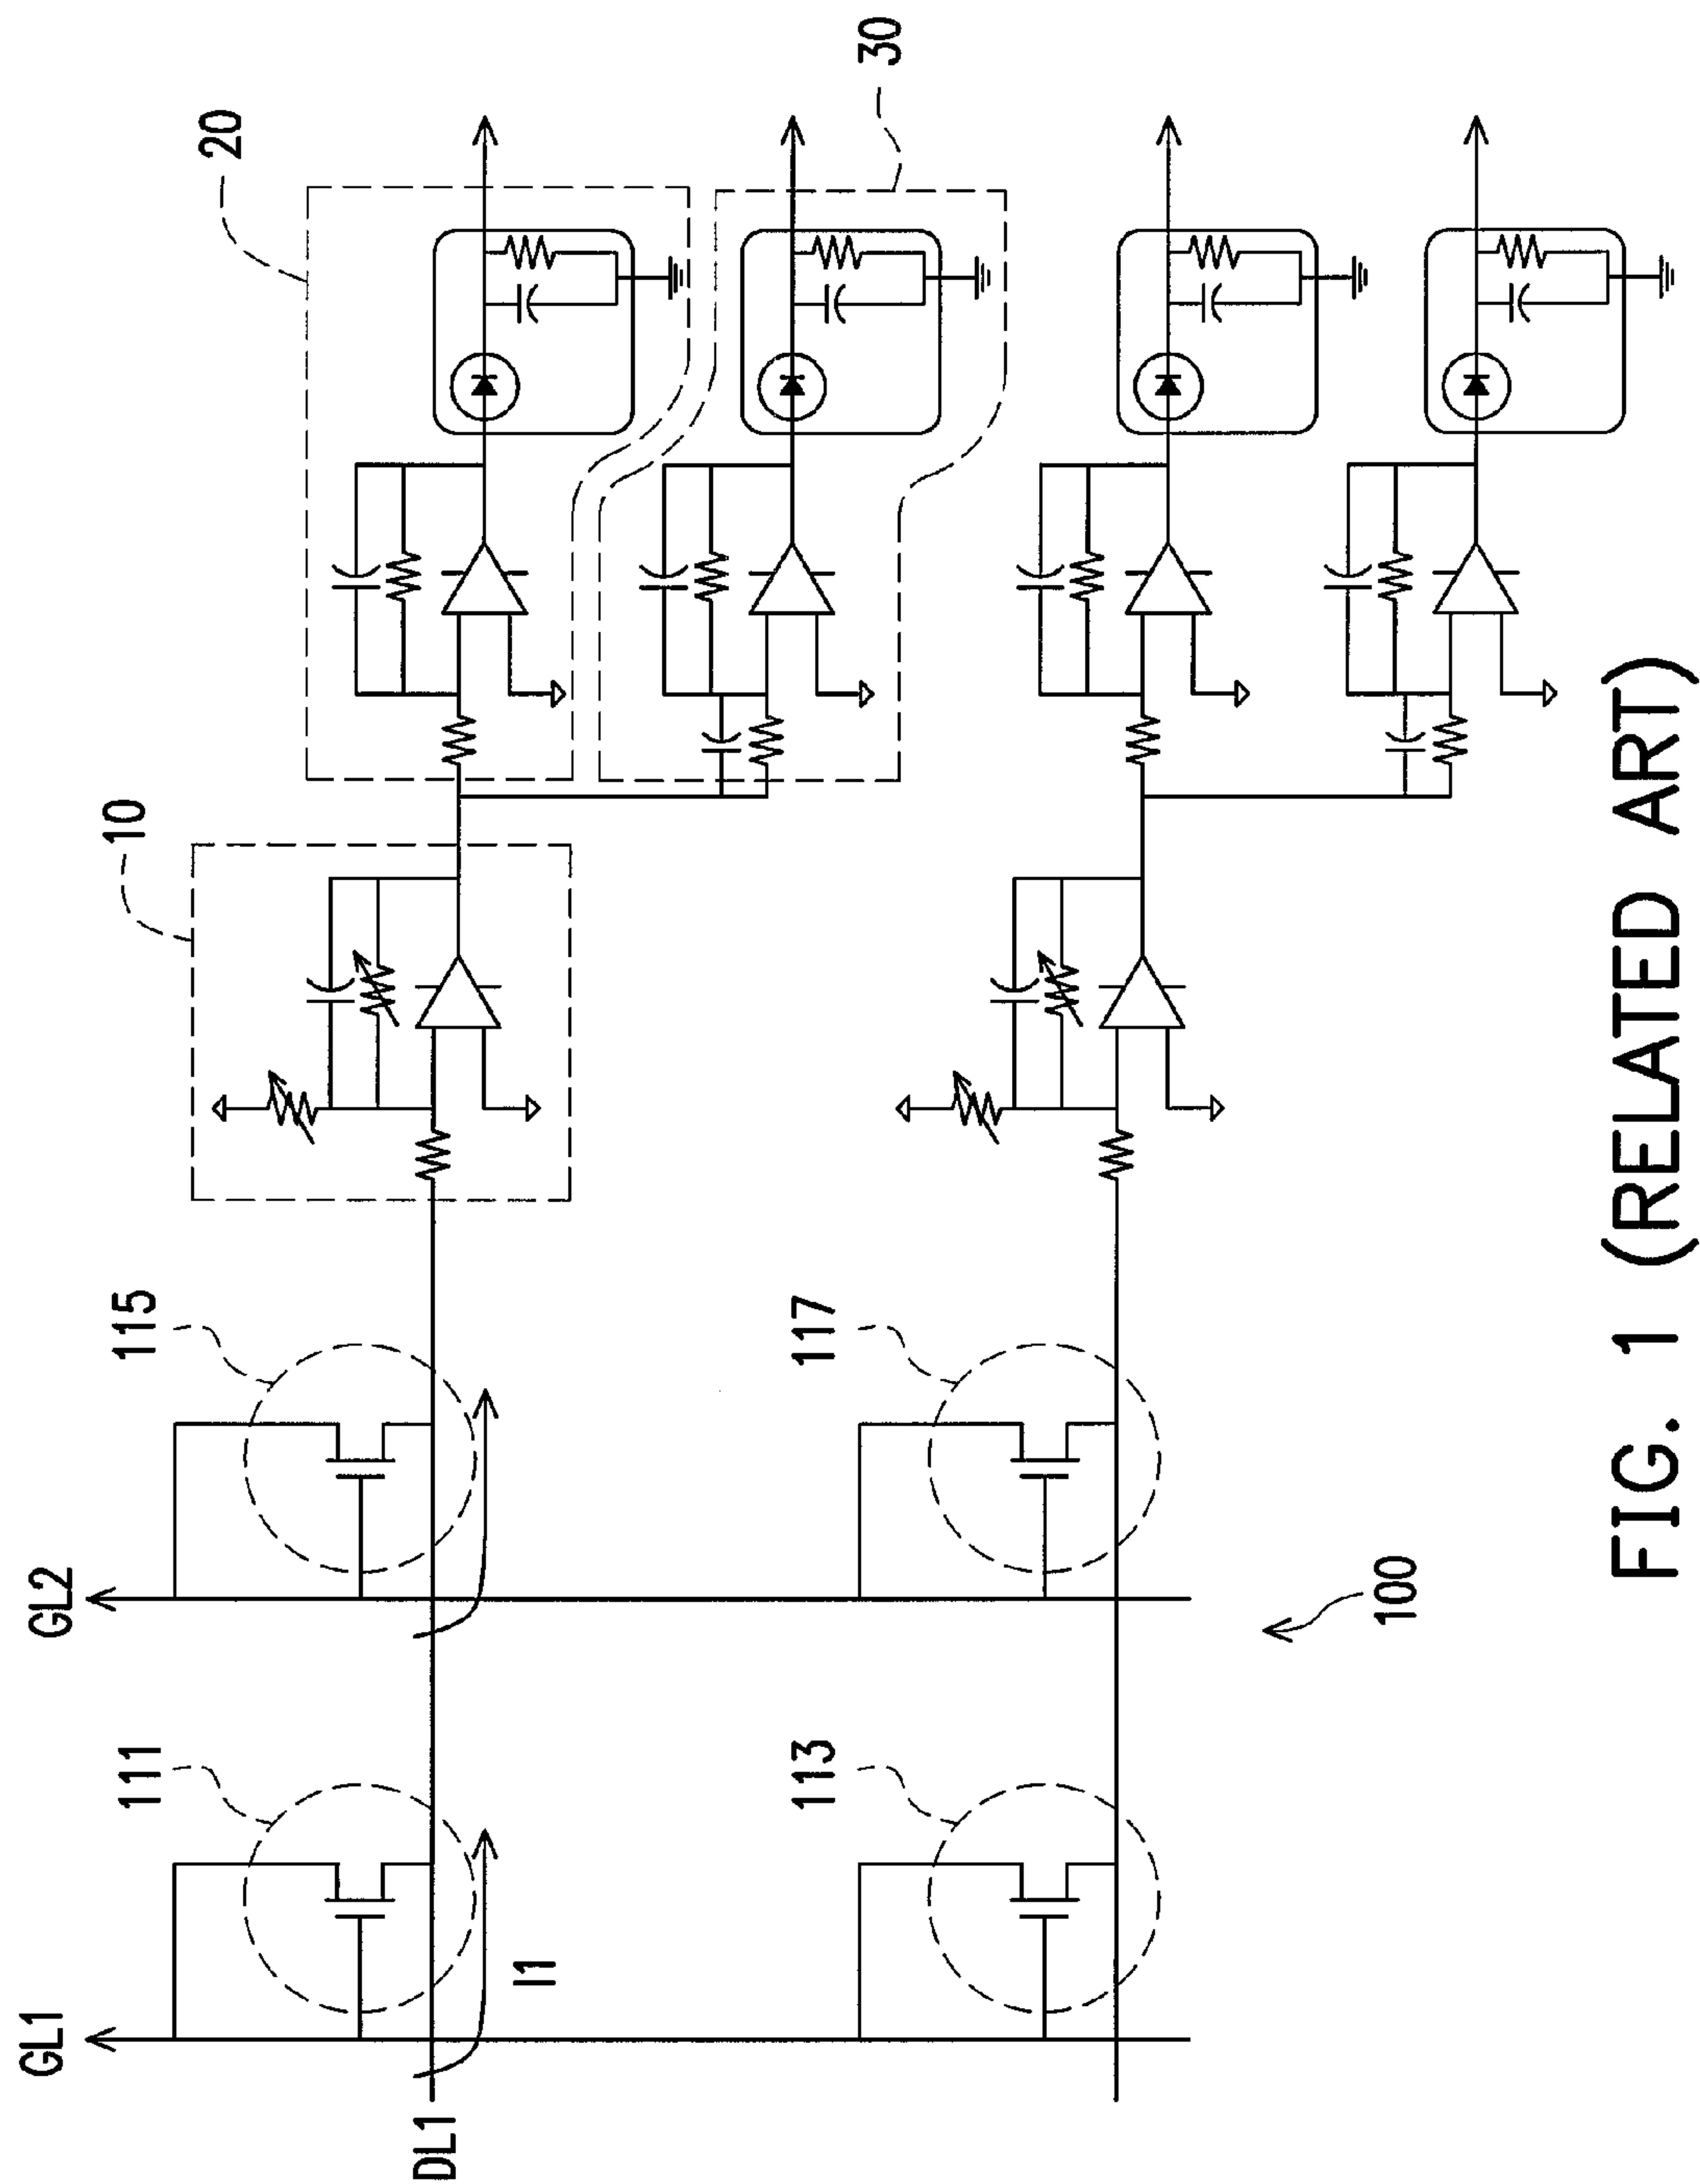 GL1
GL2
DL1
I1
111
115
113
117
10
20
30
100
FIG. 1 (RELATED ART)